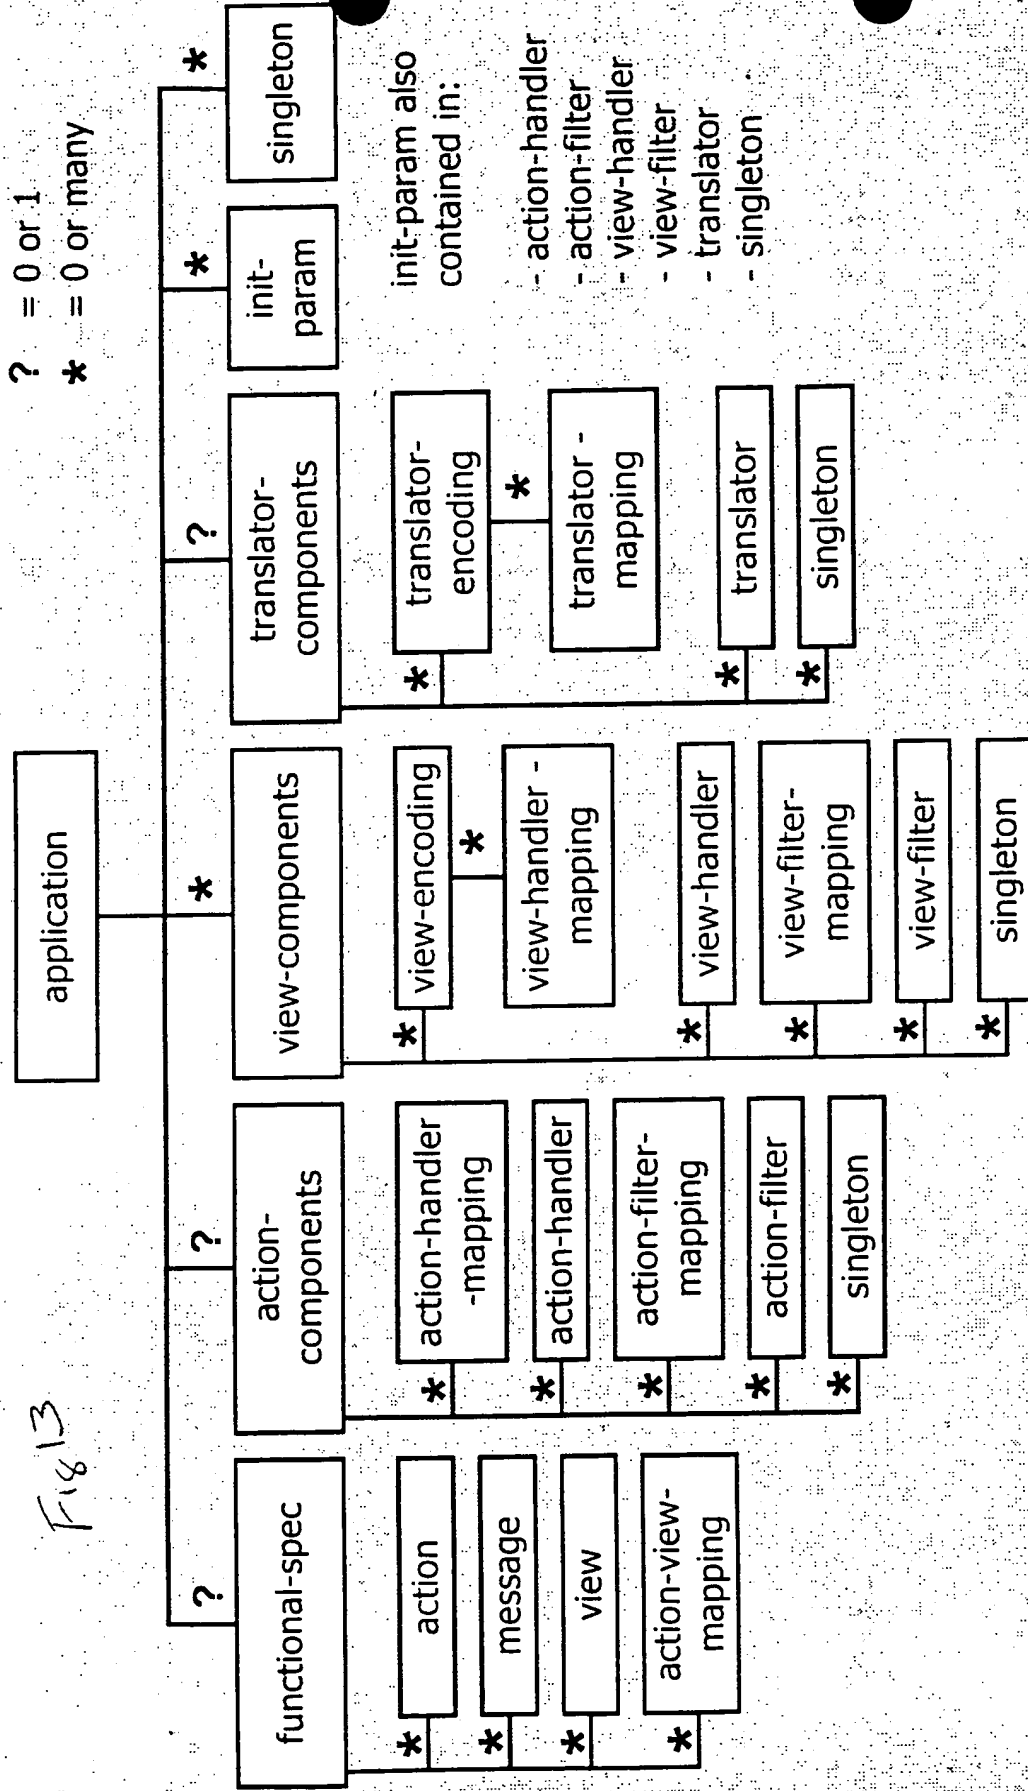 Fig 13
? = 0 or 1
* = 0 or many
application
?
?
*
?
*
*
functional-spec
action-
components
view-components
translator-
components
init-
param
singleton
*
action
*
message
*
view
*
action-view-
mapping
*
action-handler
-mapping
*
action-handler
*
action-filter-
mapping
*
action-filter
*
singleton
*
view-encoding
*
view-handler -
mapping
*
view-handler
*
view-filter-
mapping
*
view-filter
*
singleton
*
translator-
encoding
*
translator -
mapping
*
translator
*
singleton
init-param also
contained in:
- action-handler
- action-filter
- view-handler
- view-filter
- translator
- singleton